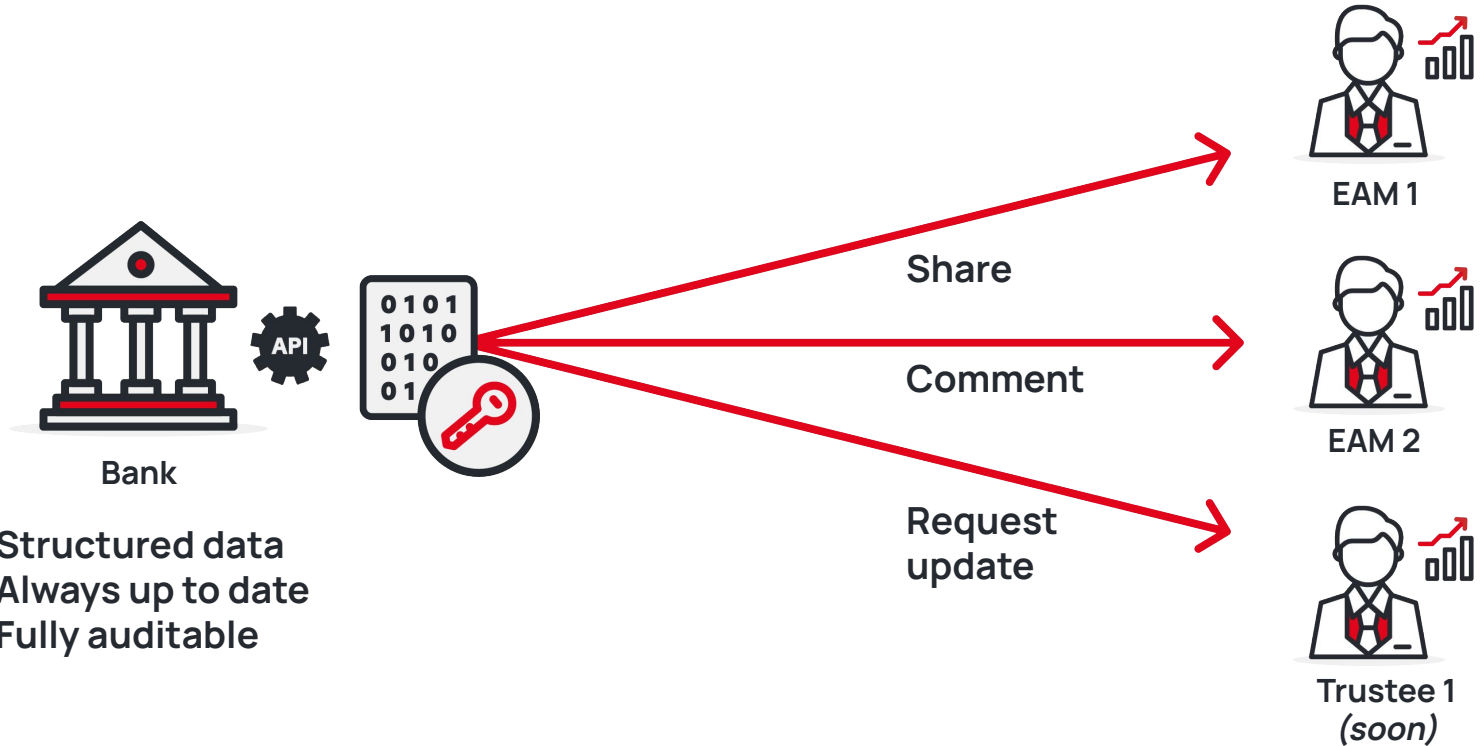 EAM 1
Share
0101
1010
010
01
API
Comment
EAM 2
Bank
Structured data
Always up to date
Fully auditable
Request
update
Trustee 1
(soon)